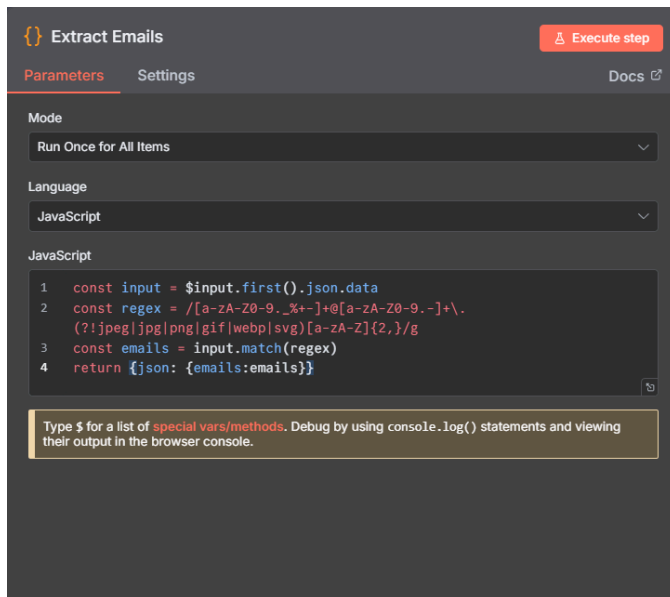 {} Extract Emails
Execute step
Parameters Settings Docs
Mode
Run Once for All Items
Language
JavaScript
JavaScript
1 const input = $input.first().json.data
2 const regex = /[a-zA-Z0-9._%+-]+@[a-zA-Z0-9.-]+\.
(?!jpeg|jpg|png|gif|webp|svg)[a-zA-Z]{2,}/g
3 const emails = input.match(regex)
4 return {json: {emails:emails}}
Type $ for a list of special vars/methods. Debug by using console.log() statements and viewing
their output in the browser console.